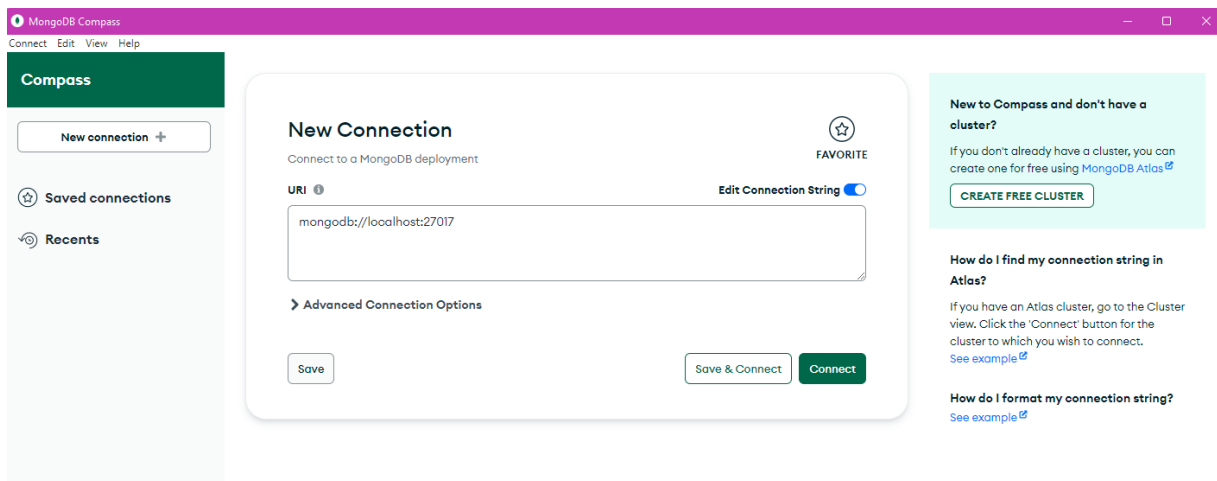 MongoDB Compass
Connect Edit View Help
Compass
New connection
Saved connections
Recents
New Connection
Connect to a MongoDB deployment
FAVORITE
URI
Edit Connection String
mongodb://localhost:27017
Advanced Connection Options
Save
Save & Connect
Connect
New to Compass and don't have a
cluster?
If you don't already have a cluster, you can
create one for free using MongoDB Atlas
CREATE FREE CLUSTER
How do I find my connection string in
Atlas?
If you have an Atlas cluster, go to the Cluster
view. Click the 'Connect' button for the
cluster to which you wish to connect.
See example
How do I format my connection string?
See example